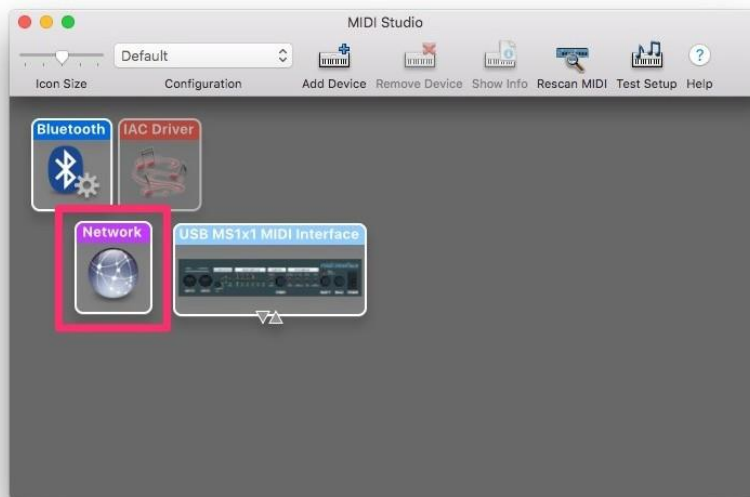 MIDI Studio
Default
Icon Size Configuration Add Device Remove Device Show Info Rescan MIDI Test Setup ? Help
Bluetooth IAC Driver
Network USB MS1x1 MIDI Interface